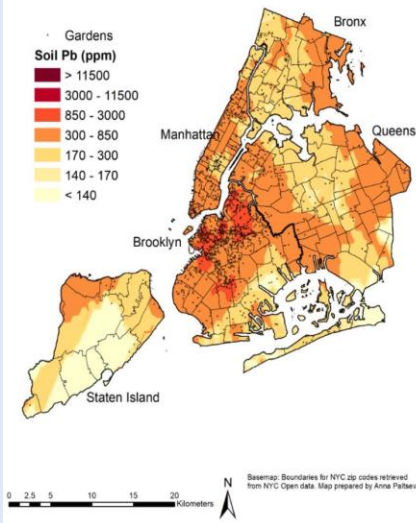 Gardens
Soil Pb (ppm)
> 11500
3000 - 11500
850 - 3000
300 - 850
170 - 300
140 - 170
< 140
Bronx
Manhattan
Queens
Brooklyn
Staten Island
0 2.5 5 10 15 20
Kilometers
N
Basemap: Boundaries for NYC zip codes retrieved
from NYC Open data. Map prepared by Anna Paltseva